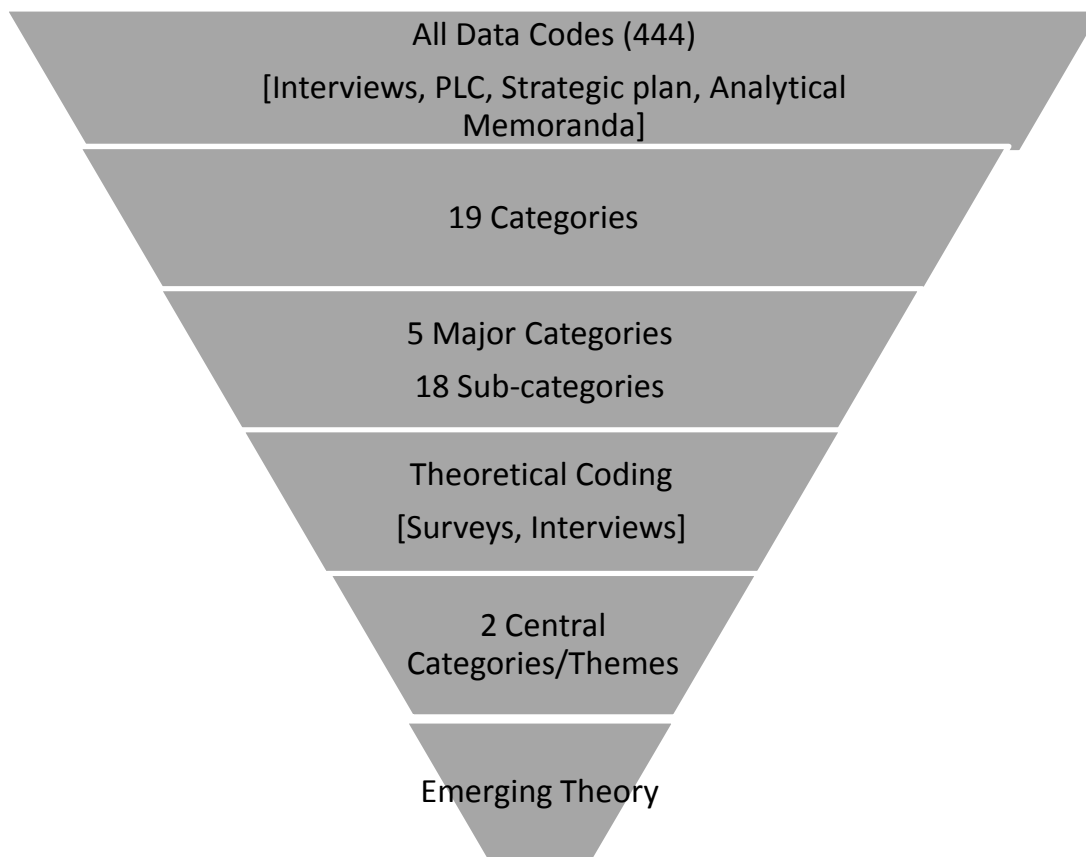 All Data Codes (444)
[Interviews, PLC, Strategic plan, Analytical
Memoranda]
19 Categories
5 Major Categories
18 Sub-categories
Theoretical Coding
[Surveys, Interviews]
2 Central
Categories/Themes
Emerging Theory